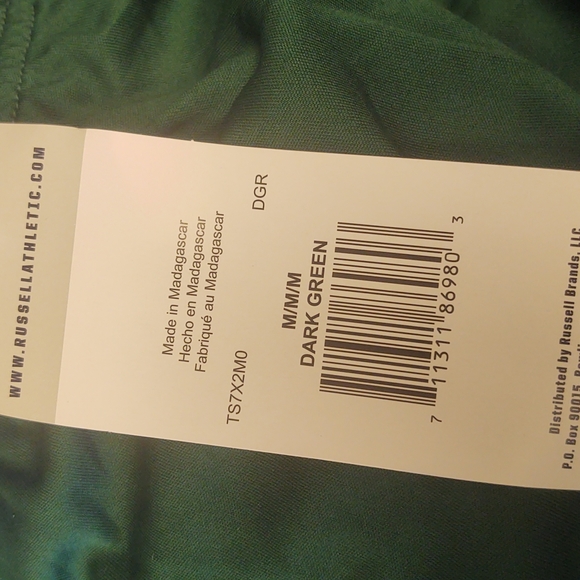 WWW.RUSSELLATHLETIC.COM
Made in Madagascar
Hecho en Madagascar
Fabriqué au Madagascar
TS7X2M0
DGR
M/M/M
DARK GREEN
7 11311 86980 3
Distributed by Russell Brands, LLC
P.O. Box 90015,